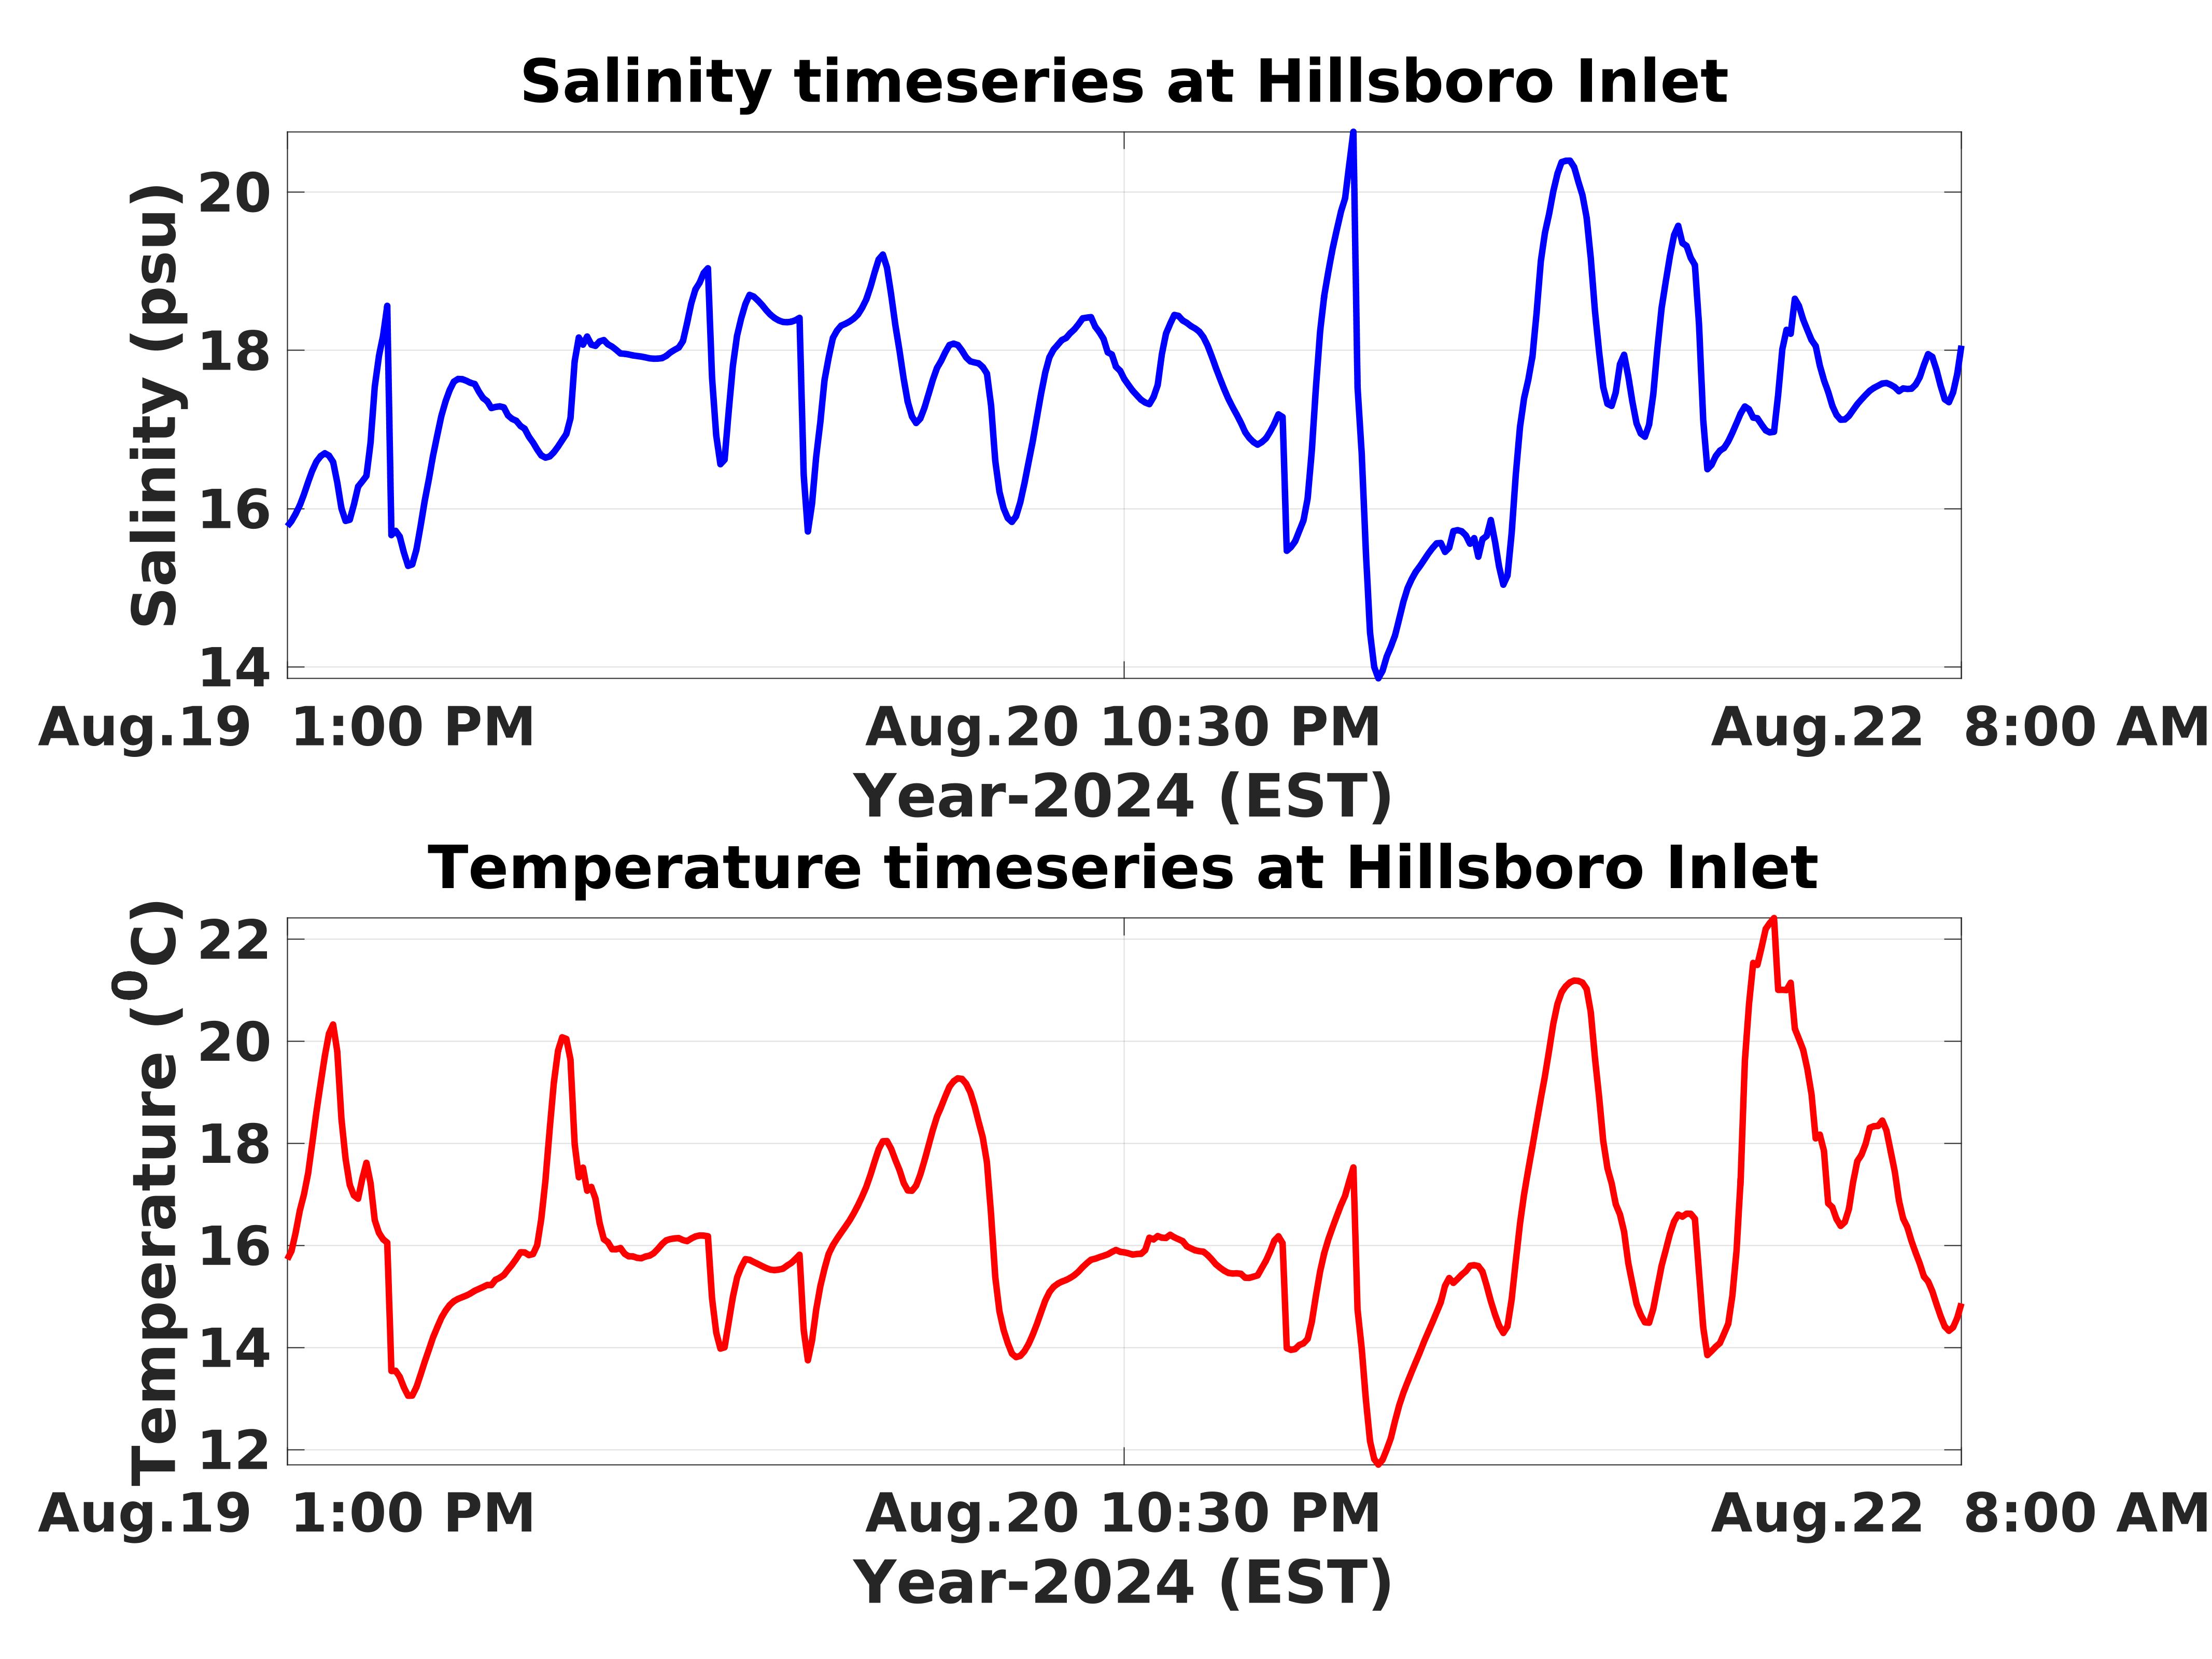 Salinity timeseries at Hillsboro Inlet
Salinity (psu)
20
18
16
14
Aug.19  1:00 PM Aug.20 10:30 PM Aug.22  8:00 AM
Year-2024 (EST)
Temperature timeseries at Hillsboro Inlet
Temperature (⁰C)
22
20
18
16
14
12
Aug.19  1:00 PM Aug.20 10:30 PM Aug.22  8:00 AM
Year-2024 (EST)